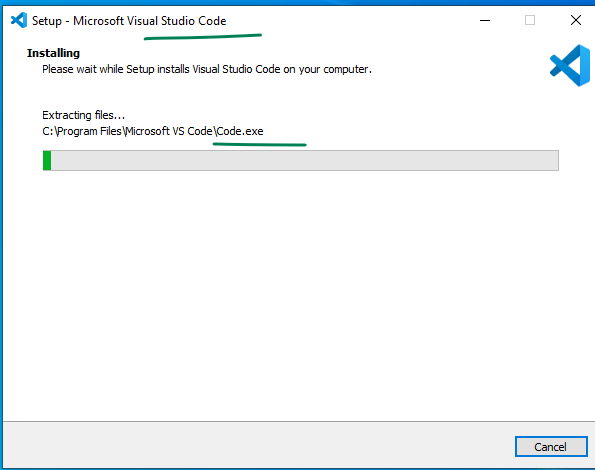 Setup - Microsoft Visual Studio Code
Installing
Please wait while Setup installs Visual Studio Code on your computer.
Extracting files...
C:\Program Files\Microsoft VS Code\Code.exe
Cancel